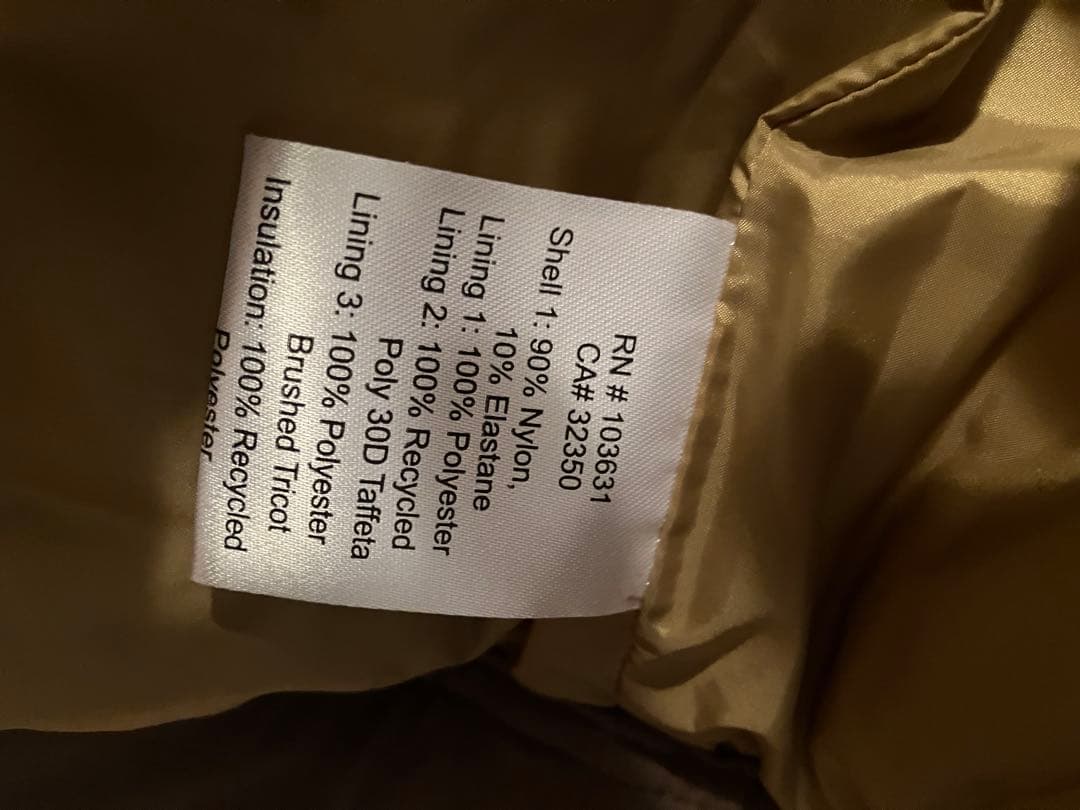 RN # 103631
CA# 32350
Shell 1: 90% Nylon,
10% Elastane
Lining 1: 100% Polyester
Lining 2: 100% Recycled
Poly 30D Taffeta
Lining 3: 100% Polyester
Brushed Tricot
Insulation: 100% Recycled
Polyester